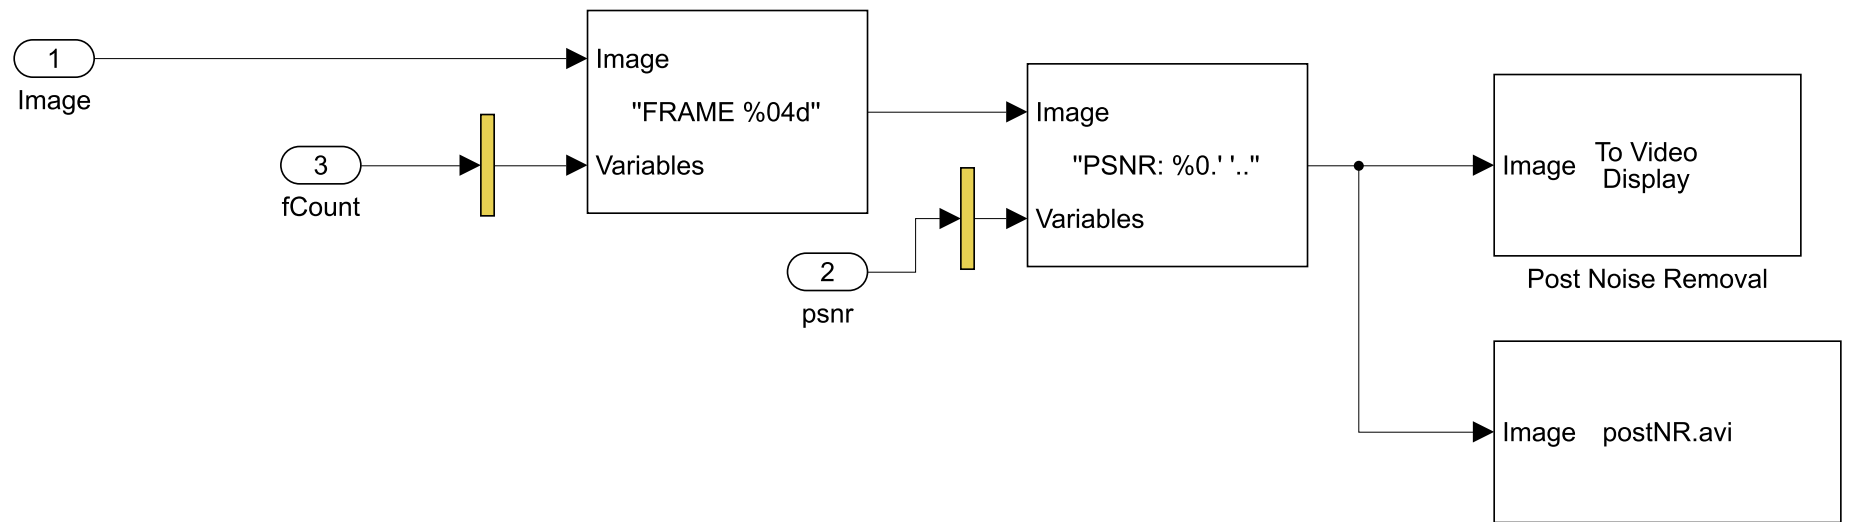 1
Image
3
fCount
Image
"FRAME %04d"
Variables
2
psnr
Image
"PSNR: %0.' '.."
Variables
Image
To Video
Display
Post Noise Removal
Image postNR.avi